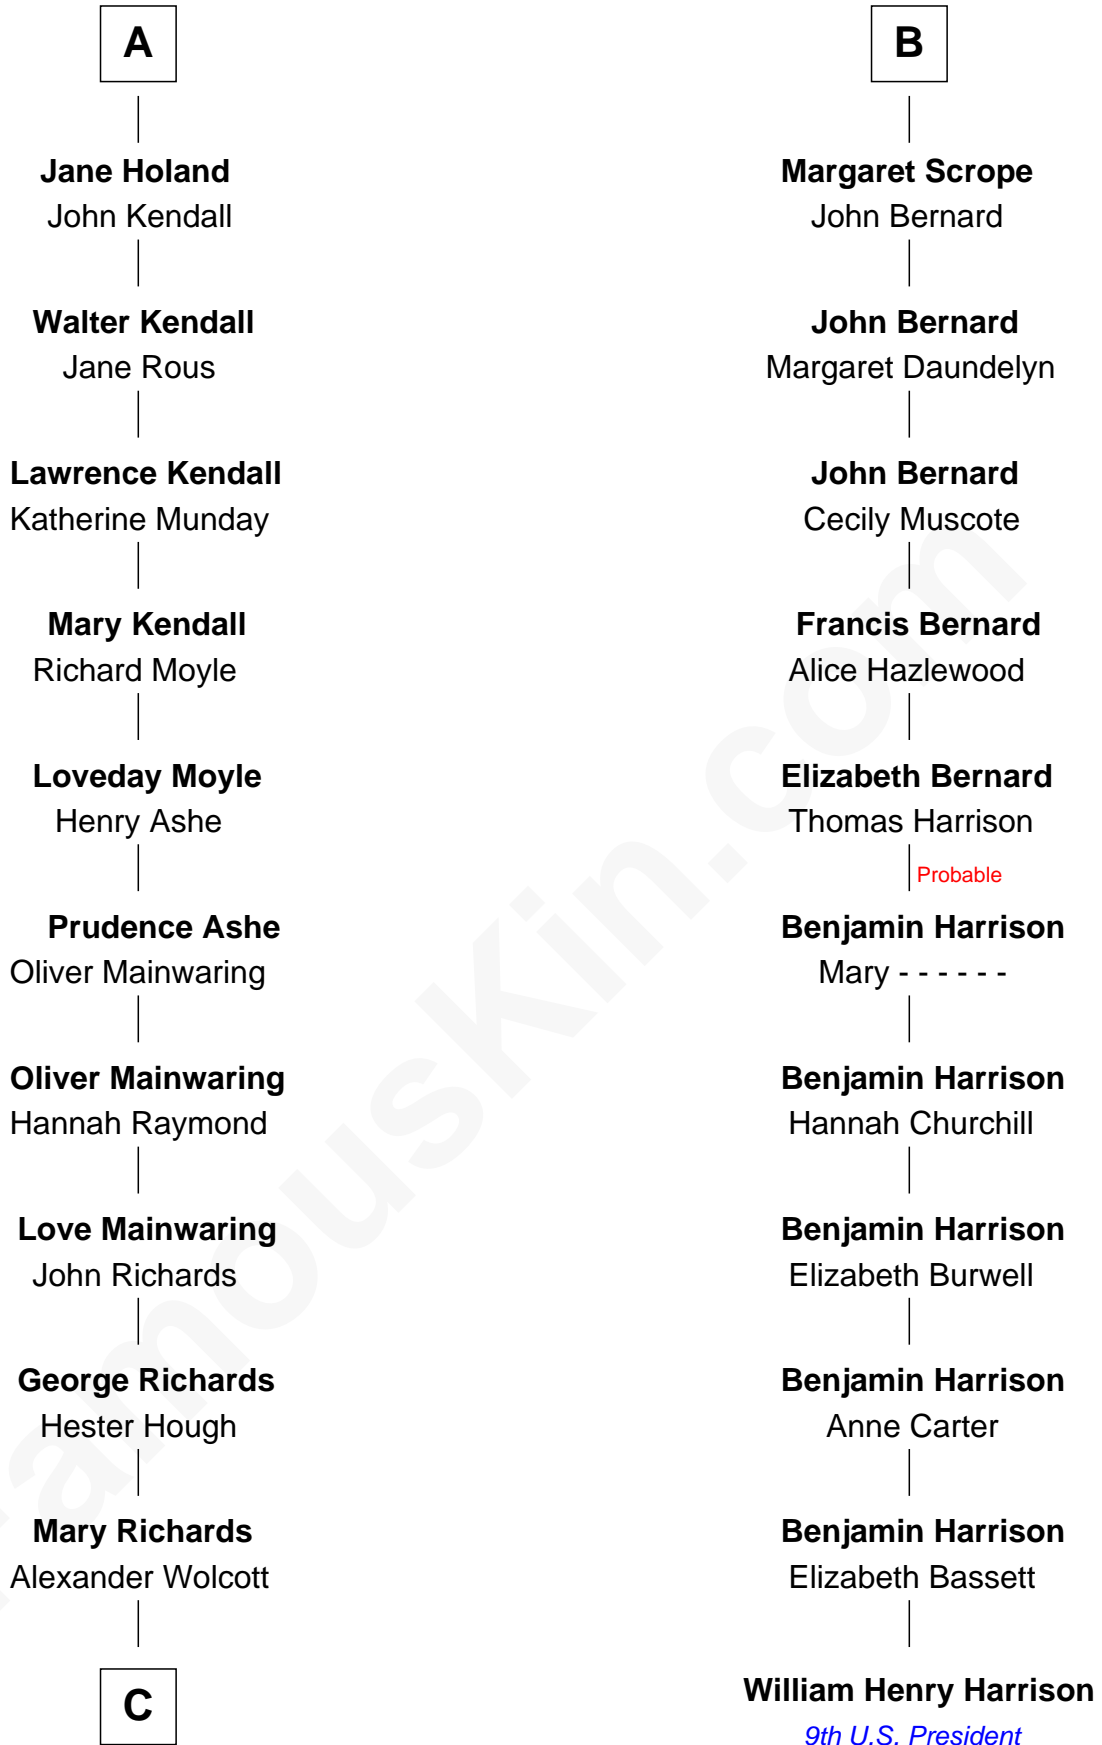 A
Jane Holand
John Kendall
Walter Kendall
Jane Rous
Lawrence Kendall
Katherine Munday
Mary Kendall
Richard Moyle
Loveday Moyle
Henry Ashe
Prudence Ashe
Oliver Mainwaring
Oliver Mainwaring
Hannah Raymond
Love Mainwaring
John Richards
George Richards
Hester Hough
Mary Richards
Alexander Wolcott
C
B
Margaret Scrope
John Bernard
John Bernard
Margaret Daundelyn
John Bernard
Cecily Muscote
Francis Bernard
Alice Hazlewood
Elizabeth Bernard
Thomas Harrison
Probable
Benjamin Harrison
Mary - - - - - -
Benjamin Harrison
Hannah Churchill
Benjamin Harrison
Elizabeth Burwell
Benjamin Harrison
Anne Carter
Benjamin Harrison
Elizabeth Bassett
William Henry Harrison
9th U.S. President
FamousKin.com